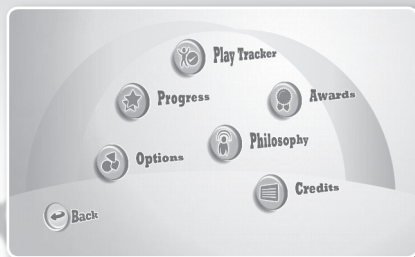 Play Tracker
Progress
Awards
Philosophy
Options
Credits
Back